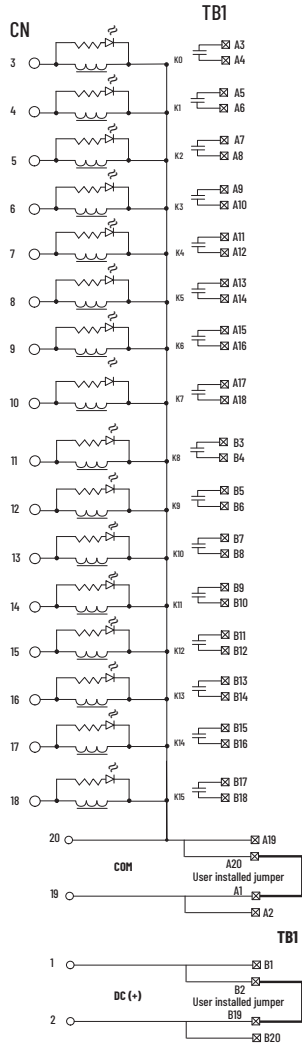 TB1
CN
3 K0 A3
A4
4 K1 A5
A6
5 K2 A7
A8
6 K3 A9
A10
7 K4 A11
A12
8 K5 A13
A14
9 K6 A15
A16
10 K7 A17
A18
11 K8 B3
B4
12 K9 B5
B6
13 K10 B7
B8
14 K11 B9
B10
15 K12 B11
B12
16 K13 B13
B14
17 K14 B15
B16
18 K15 B17
B18
20 A19
COM A20
User installed jumper
19 A1
A2
TB1
1 B1
DC (+) B2
User installed jumper
2 B19
B20